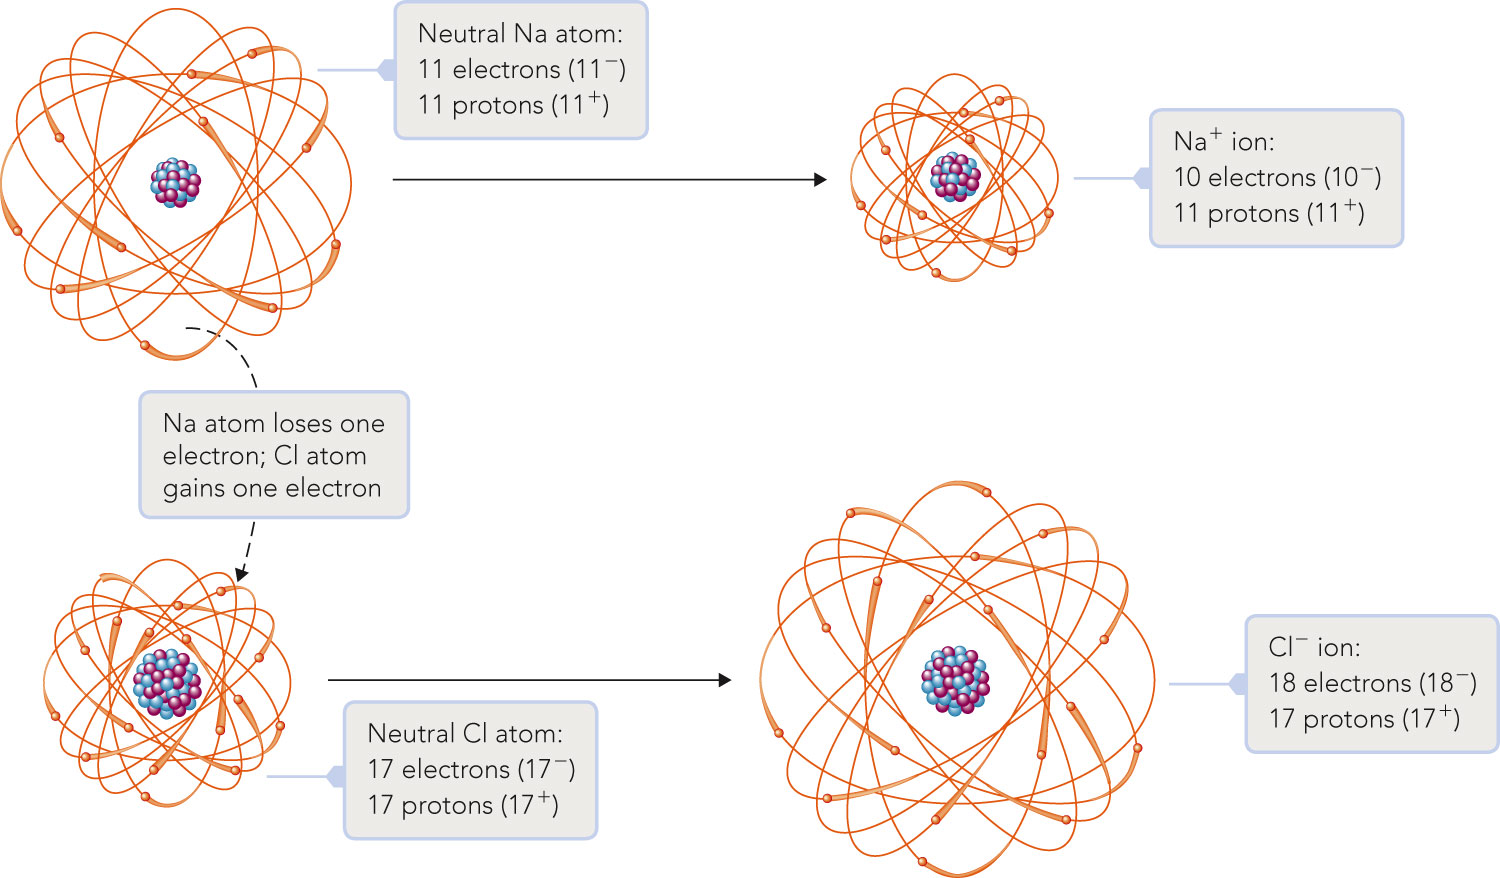 Neutral Na atom:
11 electrons (11⁻)
11 protons (11⁺)
Na⁺ ion:
10 electrons (10⁻)
11 protons (11⁺)
Na atom loses one
electron; Cl atom
gains one electron
Neutral Cl atom:
17 electrons (17⁻)
17 protons (17⁺)
Cl⁻ ion:
18 electrons (18⁻)
17 protons (17⁺)